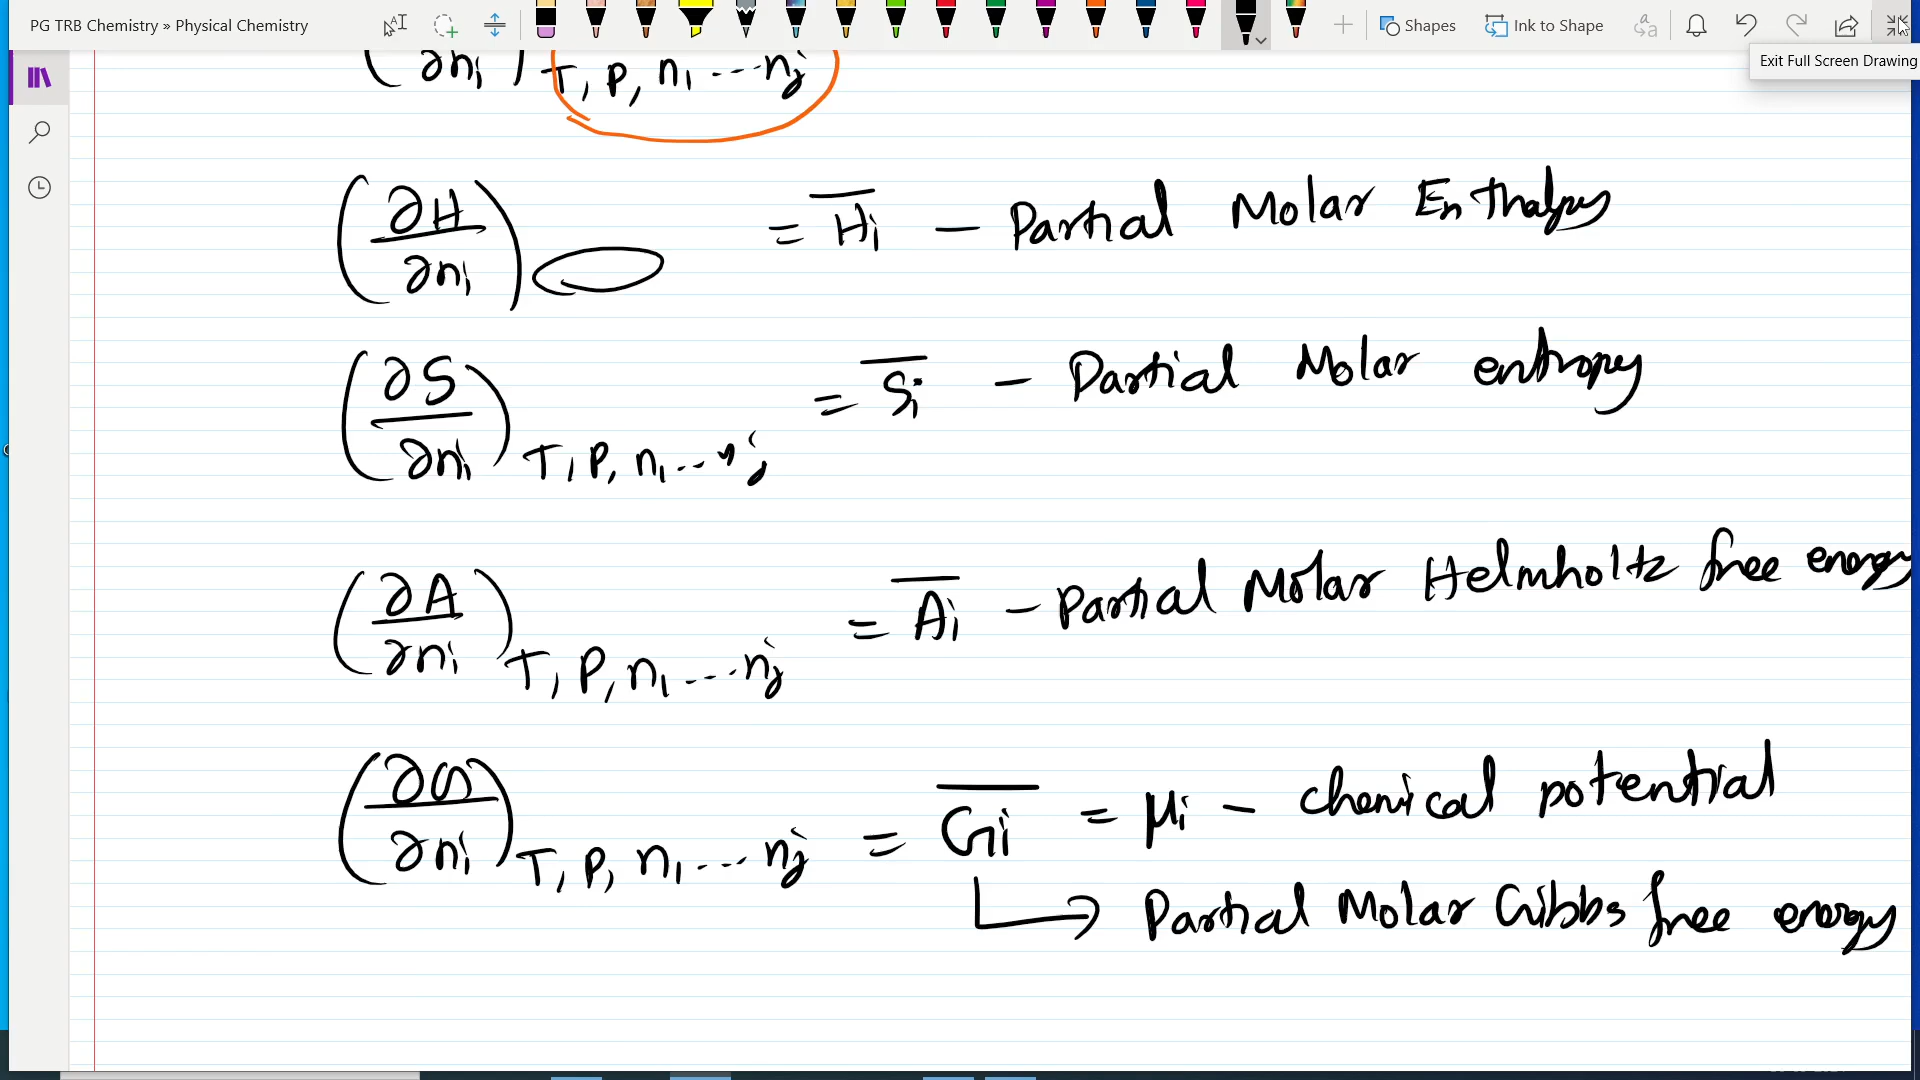 PG TRB Chemistry » Physical Chemistry
Shapes
Ink to Shape
Exit Full Screen Drawing
(∂ni) T, P, n1 ... nj
(∂H/∂ni) = H̅i – Partial Molar Enthalpy
(∂S/∂ni) T, P, n1 ... nj = S̅i – Partial Molar entropy
(∂A/∂ni) T, P, n1 ... nj = A̅i – Partial Molar Helmholtz free energy
(∂G/∂ni) T, P, n1 ... nj = G̅i = μi – chemical potential
→ Partial Molar Gibbs free energy